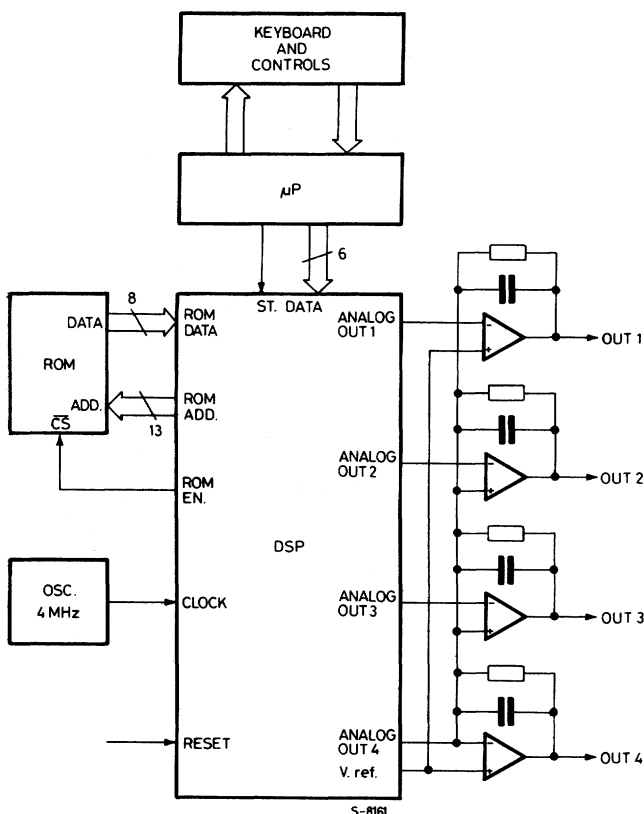 KEYBOARD
AND
CONTROLS
µP
6
ST. DATA
8
DATA
ROM
DATA
ROM
ADD.
CS
13
ROM
ADD.
ROM
EN.
DSP
OSC.
4 MHz
CLOCK
RESET
ANALOG
OUT 1
ANALOG
OUT 2
ANALOG
OUT 3
ANALOG
OUT 4
V. ref.
-
+
OUT 1
-
+
OUT 2
-
+
OUT 3
-
+
OUT 4
S-8161